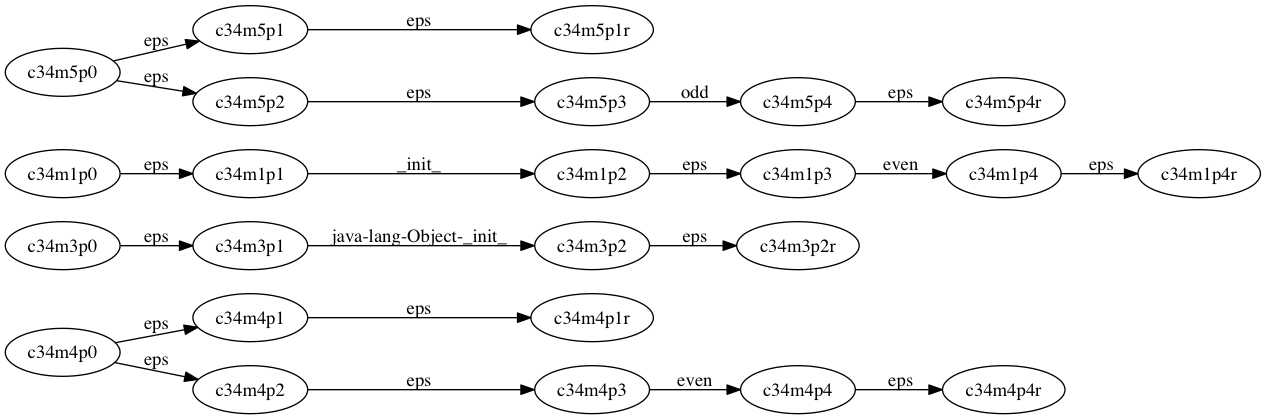 c34m5p0 eps c34m5p1 eps c34m5p1r
eps c34m5p2 eps c34m5p3 odd c34m5p4 eps c34m5p4r
c34m1p0 eps c34m1p1 _init_ c34m1p2 eps c34m1p3 even c34m1p4 eps c34m1p4r
c34m3p0 eps c34m3p1 java-lang-Object-_init_ c34m3p2 eps c34m3p2r
c34m4p0 eps c34m4p1 eps c34m4p1r
eps c34m4p2 eps c34m4p3 even c34m4p4 eps c34m4p4r